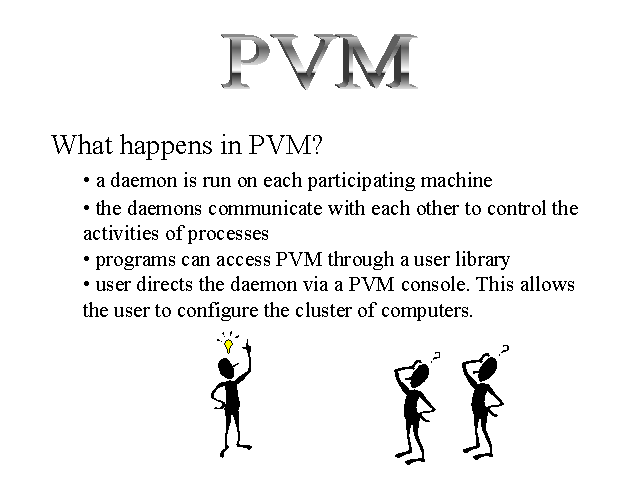 PVM
What happens in PVM?
• a daemon is run on each participating machine
• the daemons communicate with each other to control the
activities of processes
• programs can access PVM through a user library
• user directs the daemon via a PVM console. This allows
the user to configure the cluster of computers.
? ?